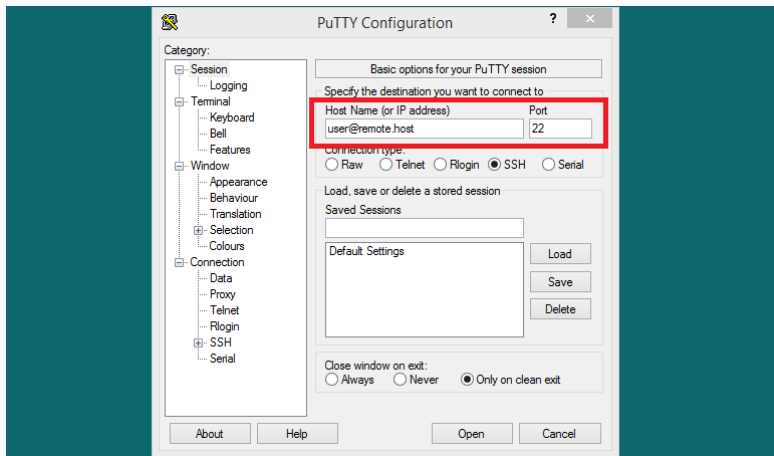 PuTTY Configuration
? ×
Category:
Session
Logging
Terminal
Keyboard
Bell
Features
Window
Appearance
Behaviour
Translation
Selection
Colours
Connection
Data
Proxy
Telnet
Rlogin
SSH
Serial
Basic options for your PuTTY session
Specify the destination you want to connect to
Host Name (or IP address) Port
user@remote.host 22
Connection type:
Raw Telnet Rlogin SSH Serial
Load, save or delete a stored session
Saved Sessions
Default Settings
Load
Save
Delete
Close window on exit:
Always Never Only on clean exit
About Help Open Cancel